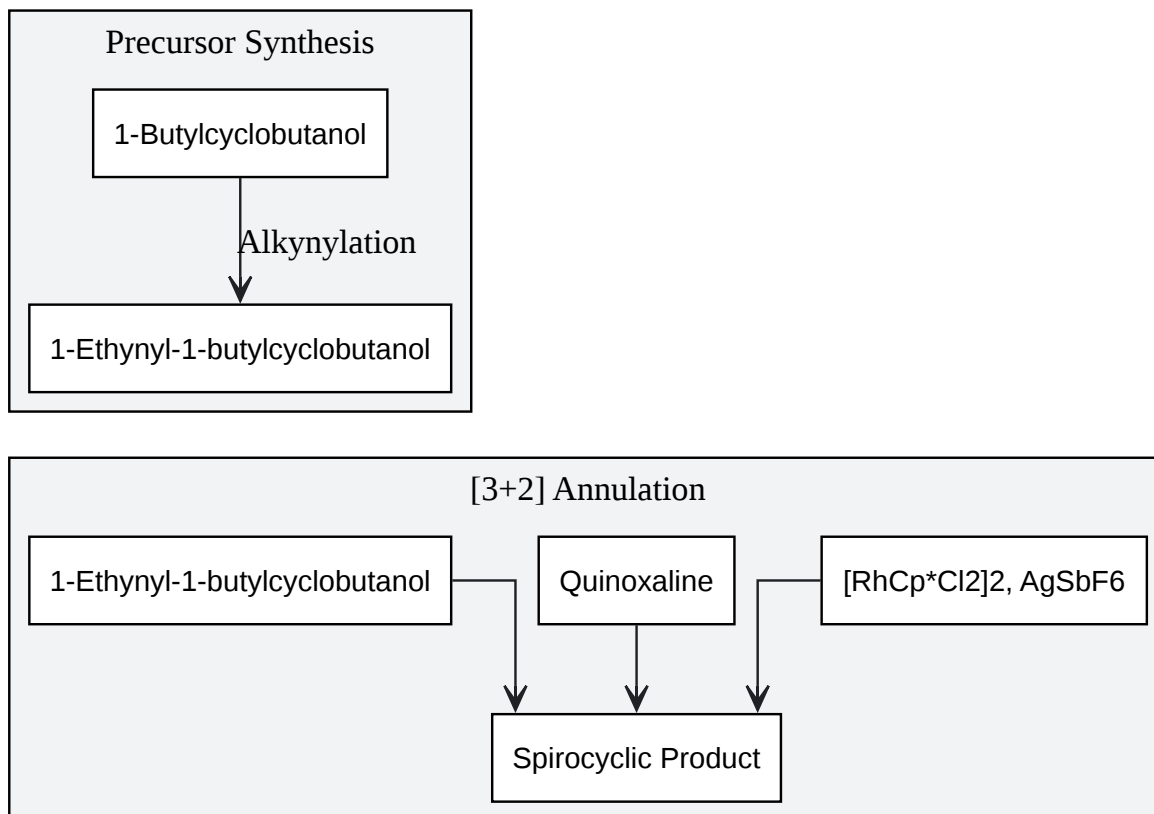 Precursor Synthesis
1-Butylcyclobutanol
Alkynylation
1-Ethynyl-1-butylcyclobutanol
[3+2] Annulation
1-Ethynyl-1-butylcyclobutanol
Quinoxaline
[RhCp*Cl2]2, AgSbF6
Spirocyclic Product